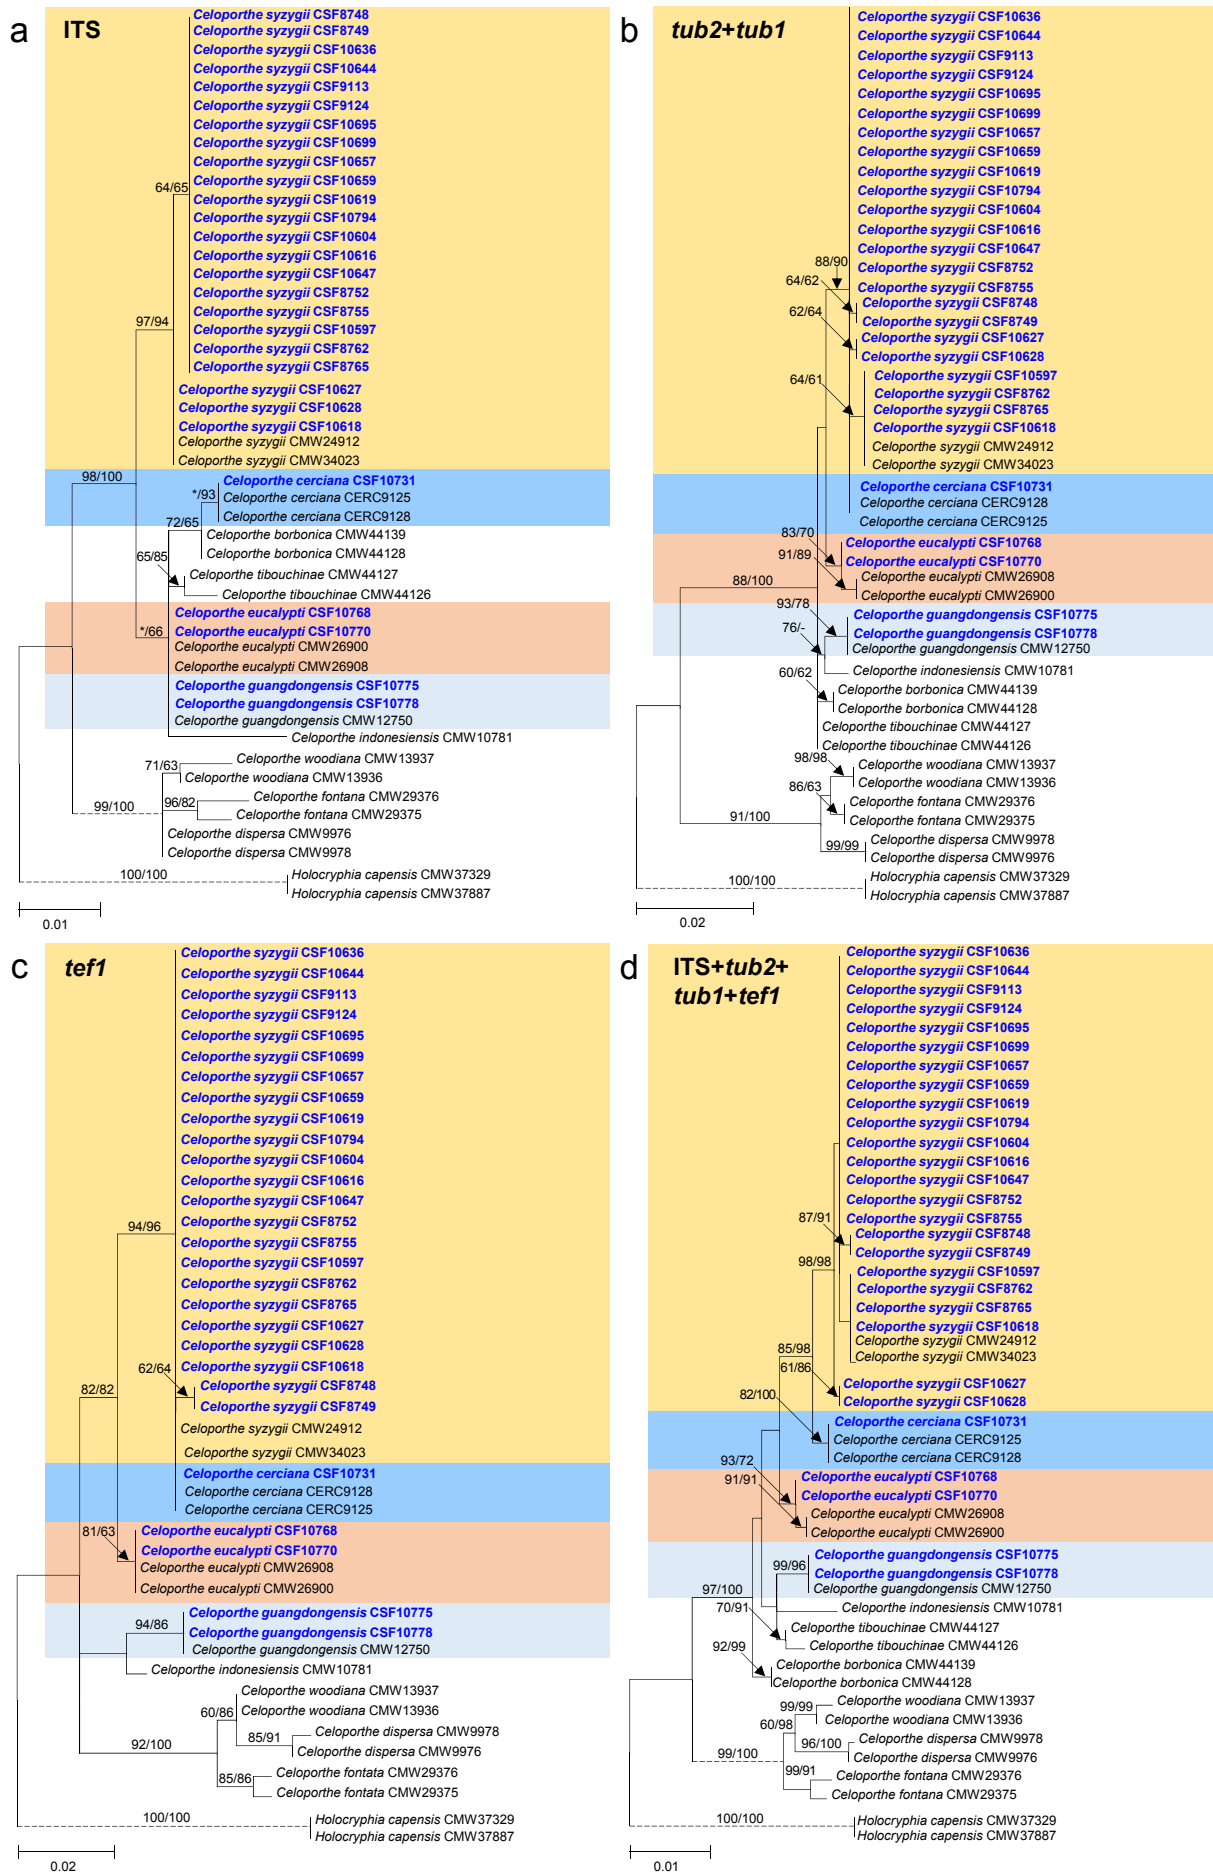 a ITS
Celoporthe syzygii CSF8748
Celoporthe syzygii CSF8749
Celoporthe syzygii CSF10636
Celoporthe syzygii CSF10644
Celoporthe syzygii CSF9113
Celoporthe syzygii CSF9124
Celoporthe syzygii CSF10695
Celoporthe syzygii CSF10699
Celoporthe syzygii CSF10657
Celoporthe syzygii CSF10659
64/65
Celoporthe syzygii CSF10619
Celoporthe syzygii CSF10794
Celoporthe syzygii CSF10604
Celoporthe syzygii CSF10616
Celoporthe syzygii CSF10647
Celoporthe syzygii CSF8752
Celoporthe syzygii CSF8755
97/94
Celoporthe syzygii CSF10597
Celoporthe syzygii CSF8762
Celoporthe syzygii CSF8765
Celoporthe syzygii CSF10627
Celoporthe syzygii CSF10628
Celoporthe syzygii CSF10618
Celoporthe syzygii CMW24912
Celoporthe syzygii CMW34023
98/100
Celoporthe cerciana CSF10731
*/93
Celoporthe cerciana CERC9125
Celoporthe cerciana CERC9128
72/65
Celoporthe borbonica CMW44139
Celoporthe borbonica CMW44128
65/85
Celoporthe tibouchinae CMW44127
Celoporthe tibouchinae CMW44126
Celoporthe eucalypti CSF10768
*/66
Celoporthe eucalypti CSF10770
Celoporthe eucalypti CMW26900
Celoporthe eucalypti CMW26908
Celoporthe guangdongensis CSF10775
Celoporthe guangdongensis CSF10778
Celoporthe guangdongensis CMW12750
Celoporthe indonesiensis CMW10781
Celoporthe woodiana CMW13937
71/63
Celoporthe woodiana CMW13936
Celoporthe fontana CMW29376
99/100
96/82
Celoporthe fontana CMW29375
Celoporthe dispersa CMW9976
Celoporthe dispersa CMW9978
100/100
Holocryphia capensis CMW37329
Holocryphia capensis CMW37887
0.01
b tub2+tub1
Celoporthe syzygii CSF10636
Celoporthe syzygii CSF10644
Celoporthe syzygii CSF9113
Celoporthe syzygii CSF9124
Celoporthe syzygii CSF10695
Celoporthe syzygii CSF10699
Celoporthe syzygii CSF10657
Celoporthe syzygii CSF10659
Celoporthe syzygii CSF10619
Celoporthe syzygii CSF10794
Celoporthe syzygii CSF10604
Celoporthe syzygii CSF10616
Celoporthe syzygii CSF10647
88/90
Celoporthe syzygii CSF8752
64/62
Celoporthe syzygii CSF8755
Celoporthe syzygii CSF8748
62/64
Celoporthe syzygii CSF8749
Celoporthe syzygii CSF10627
Celoporthe syzygii CSF10628
64/61
Celoporthe syzygii CSF10597
Celoporthe syzygii CSF8762
Celoporthe syzygii CSF8765
Celoporthe syzygii CSF10618
Celoporthe syzygii CMW24912
Celoporthe syzygii CMW34023
Celoporthe cerciana CSF10731
Celoporthe cerciana CERC9128
Celoporthe cerciana CERC9125
83/70
Celoporthe eucalypti CSF10768
91/89
Celoporthe eucalypti CSF10770
Celoporthe eucalypti CMW26908
88/100
Celoporthe eucalypti CMW26900
93/78
Celoporthe guangdongensis CSF10775
76/-
Celoporthe guangdongensis CSF10778
Celoporthe guangdongensis CMW12750
60/62
Celoporthe indonesiensis CMW10781
Celoporthe borbonica CMW44139
Celoporthe borbonica CMW44128
Celoporthe tibouchinae CMW44127
Celoporthe tibouchinae CMW44126
98/98
Celoporthe woodiana CMW13937
Celoporthe woodiana CMW13936
86/63
Celoporthe fontana CMW29376
91/100
Celoporthe fontana CMW29375
Celoporthe dispersa CMW9978
99/99
Celoporthe dispersa CMW9976
Holocryphia capensis CMW37329
100/100
Holocryphia capensis CMW37887
0.02
c tef1
Celoporthe syzygii CSF10636
Celoporthe syzygii CSF10644
Celoporthe syzygii CSF9113
Celoporthe syzygii CSF9124
Celoporthe syzygii CSF10695
Celoporthe syzygii CSF10699
Celoporthe syzygii CSF10657
Celoporthe syzygii CSF10659
Celoporthe syzygii CSF10619
Celoporthe syzygii CSF10794
Celoporthe syzygii CSF10604
Celoporthe syzygii CSF10616
Celoporthe syzygii CSF10647
94/96
Celoporthe syzygii CSF8752
Celoporthe syzygii CSF8755
Celoporthe syzygii CSF10597
Celoporthe syzygii CSF8762
Celoporthe syzygii CSF8765
Celoporthe syzygii CSF10627
Celoporthe syzygii CSF10628
62/64
Celoporthe syzygii CSF10618
Celoporthe syzygii CSF8748
82/82
Celoporthe syzygii CSF8749
Celoporthe syzygii CMW24912
Celoporthe syzygii CMW34023
Celoporthe cerciana CSF10731
Celoporthe cerciana CERC9128
Celoporthe cerciana CERC9125
81/63
Celoporthe eucalypti CSF10768
Celoporthe eucalypti CSF10770
Celoporthe eucalypti CMW26908
Celoporthe eucalypti CMW26900
94/86
Celoporthe guangdongensis CSF10775
Celoporthe guangdongensis CSF10778
Celoporthe guangdongensis CMW12750
Celoporthe indonesiensis CMW10781
Celoporthe woodiana CMW13937
60/86
Celoporthe woodiana CMW13936
92/100
85/91
Celoporthe dispersa CMW9978
Celoporthe dispersa CMW9976
85/86
Celoporthe fontata CMW29376
Celoporthe fontata CMW29375
100/100
Holocryphia capensis CMW37329
Holocryphia capensis CMW37887
0.02
d ITS+tub2+
tub1+tef1
Celoporthe syzygii CSF10636
Celoporthe syzygii CSF10644
Celoporthe syzygii CSF9113
Celoporthe syzygii CSF9124
Celoporthe syzygii CSF10695
Celoporthe syzygii CSF10699
Celoporthe syzygii CSF10657
Celoporthe syzygii CSF10659
Celoporthe syzygii CSF10619
Celoporthe syzygii CSF10794
Celoporthe syzygii CSF10604
Celoporthe syzygii CSF10616
Celoporthe syzygii CSF10647
Celoporthe syzygii CSF8752
87/91
Celoporthe syzygii CSF8755
Celoporthe syzygii CSF8748
Celoporthe syzygii CSF8749
98/98
Celoporthe syzygii CSF10597
Celoporthe syzygii CSF8762
Celoporthe syzygii CSF8765
Celoporthe syzygii CSF10618
85/98
Celoporthe syzygii CMW24912
61/86
Celoporthe syzygii CMW34023
82/100
Celoporthe syzygii CSF10627
Celoporthe syzygii CSF10628
Celoporthe cerciana CSF10731
Celoporthe cerciana CERC9125
93/72
Celoporthe cerciana CERC9128
91/91
Celoporthe eucalypti CSF10768
Celoporthe eucalypti CSF10770
Celoporthe eucalypti CMW26908
Celoporthe eucalypti CMW26900
99/96
Celoporthe guangdongensis CSF10775
Celoporthe guangdongensis CSF10778
97/100
Celoporthe guangdongensis CMW12750
70/91
Celoporthe indonesiensis CMW10781
Celoporthe tibouchinae CMW44127
92/99
Celoporthe tibouchinae CMW44126
Celoporthe borbonica CMW44139
Celoporthe borbonica CMW44128
99/99
Celoporthe woodiana CMW13937
60/98
Celoporthe woodiana CMW13936
96/100
Celoporthe dispersa CMW9978
99/100
Celoporthe dispersa CMW9976
99/91
Celoporthe fontana CMW29376
Celoporthe fontana CMW29375
100/100
Holocryphia capensis CMW37329
Holocryphia capensis CMW37887
0.01